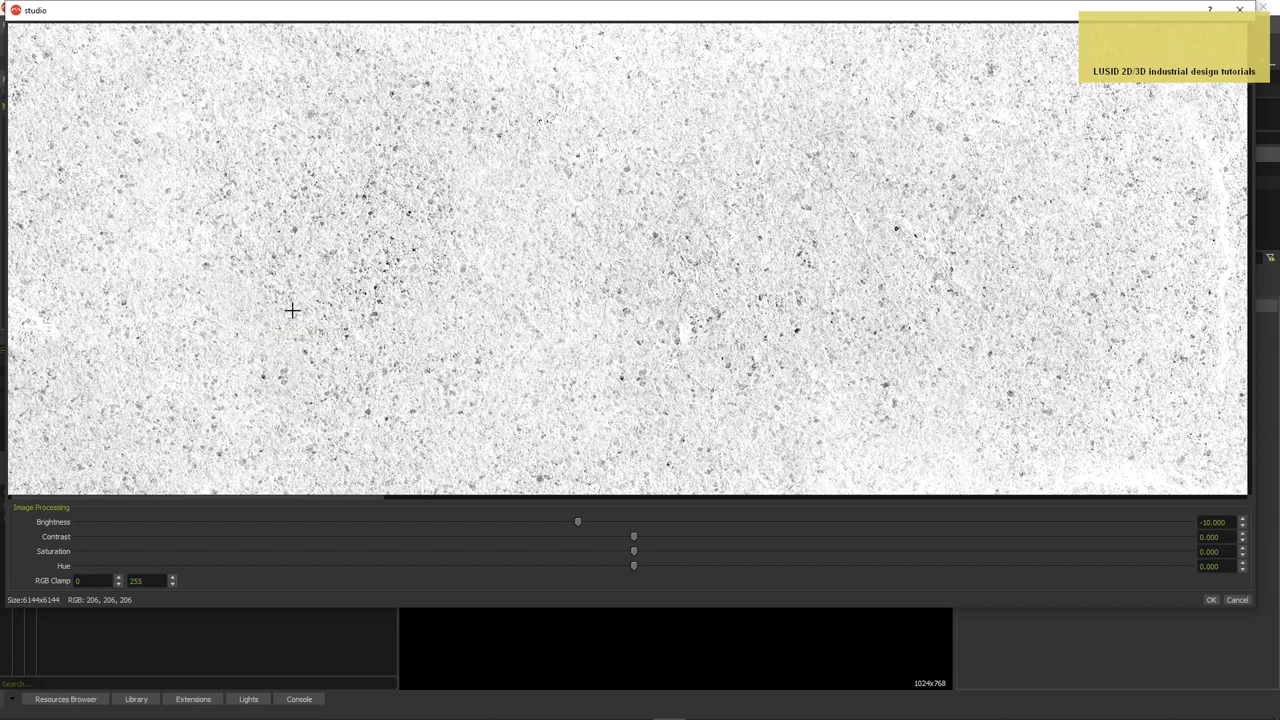 studio
?
LUSID 2D/3D industrial design tutorials
Image Processing
Brightness -10.000
Contrast 0.000
Saturation 0.000
Hue 0.000
RGB Clamp 0 255
Size:6144x6144 RGB: 206, 206, 206
OK Cancel
1024x768
Search...
Resources Browser Library Extensions Lights Console